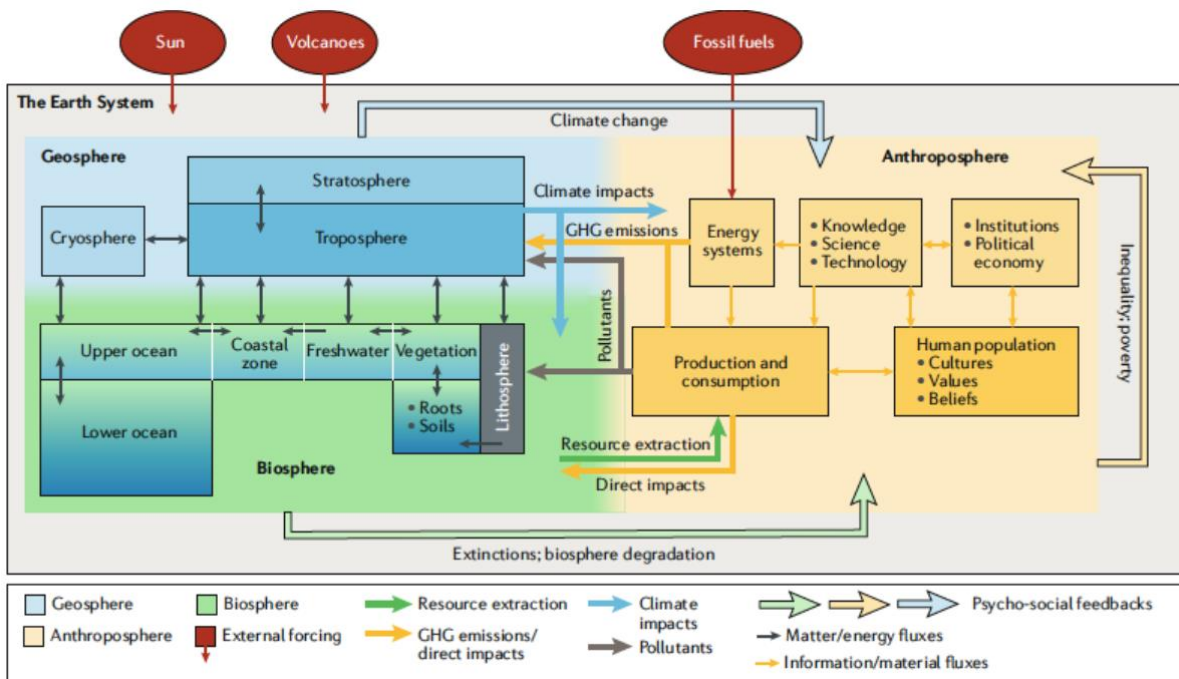 Sun
Volcanoes
Fossil fuels
The Earth System
Climate change
Geosphere
Anthroposphere
Stratosphere
Troposphere
Cryosphere
Climate impacts
GHG emissions
Energy
systems
• Knowledge
• Science
• Technology
• Institutions
• Political
economy
Inequality; poverty
Pollutants
Upper ocean
Coastal
zone
Freshwater
Vegetation
Lithosphere
Lower ocean
• Roots
• Soils
Production and
consumption
Human population
• Cultures
• Values
• Beliefs
Biosphere
Resource extraction
Direct impacts
Extinctions; biosphere degradation
Geosphere
Biosphere
Resource extraction
Climate
impacts
Psycho-social feedbacks
Anthroposphere
External forcing
GHG emissions/
direct impacts
Pollutants
Matter/energy fluxes
Information/material fluxes